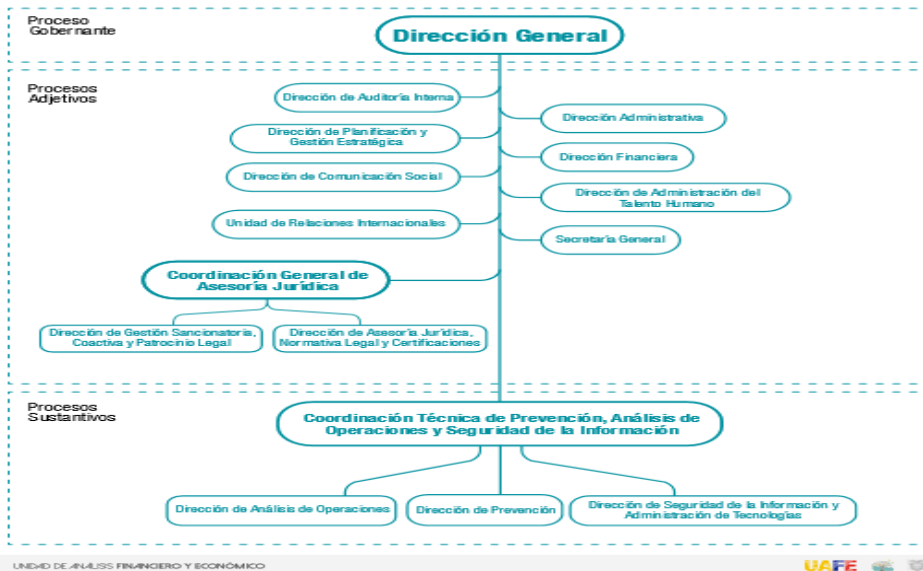 Proceso
Gobernante
Dirección General
Procesos
Adjetivos
Dirección de Auditoría Interna
Dirección Administrativa
Dirección de Planificación y
Gestión Estratégica
Dirección Financiera
Dirección de Comunicación Social
Dirección de Administración del
Talento Humano
Unidad de Relaciones Internacionales
Secretaría General
Coordinación General de
Asesoría Jurídica
Dirección de Gestión Sancionatoria,
Coactiva y Patrocinio Legal
Dirección de Asesoría Jurídica,
Normativa Legal y Certificaciones
Procesos
Sustantivos
Coordinación Técnica de Prevención, Análisis de
Operaciones y Seguridad de la Información
Dirección de Análisis de Operaciones
Dirección de Prevención
Dirección de Seguridad de la Información y
Administración de Tecnologías
UNIDAD DE ANÁLISIS FINANCIERO Y ECONÓMICO
UAFE